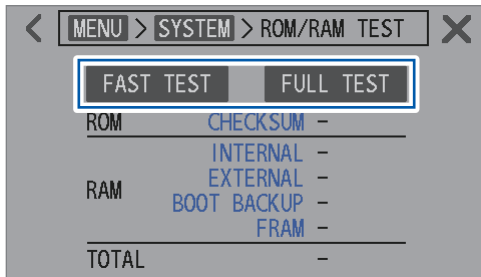 < MENU > SYSTEM > ROM/RAM TEST X
FAST TEST FULL TEST
ROM CHECKSUM -
INTERNAL -
RAM EXTERNAL -
BOOT BACKUP -
FRAM -
TOTAL -